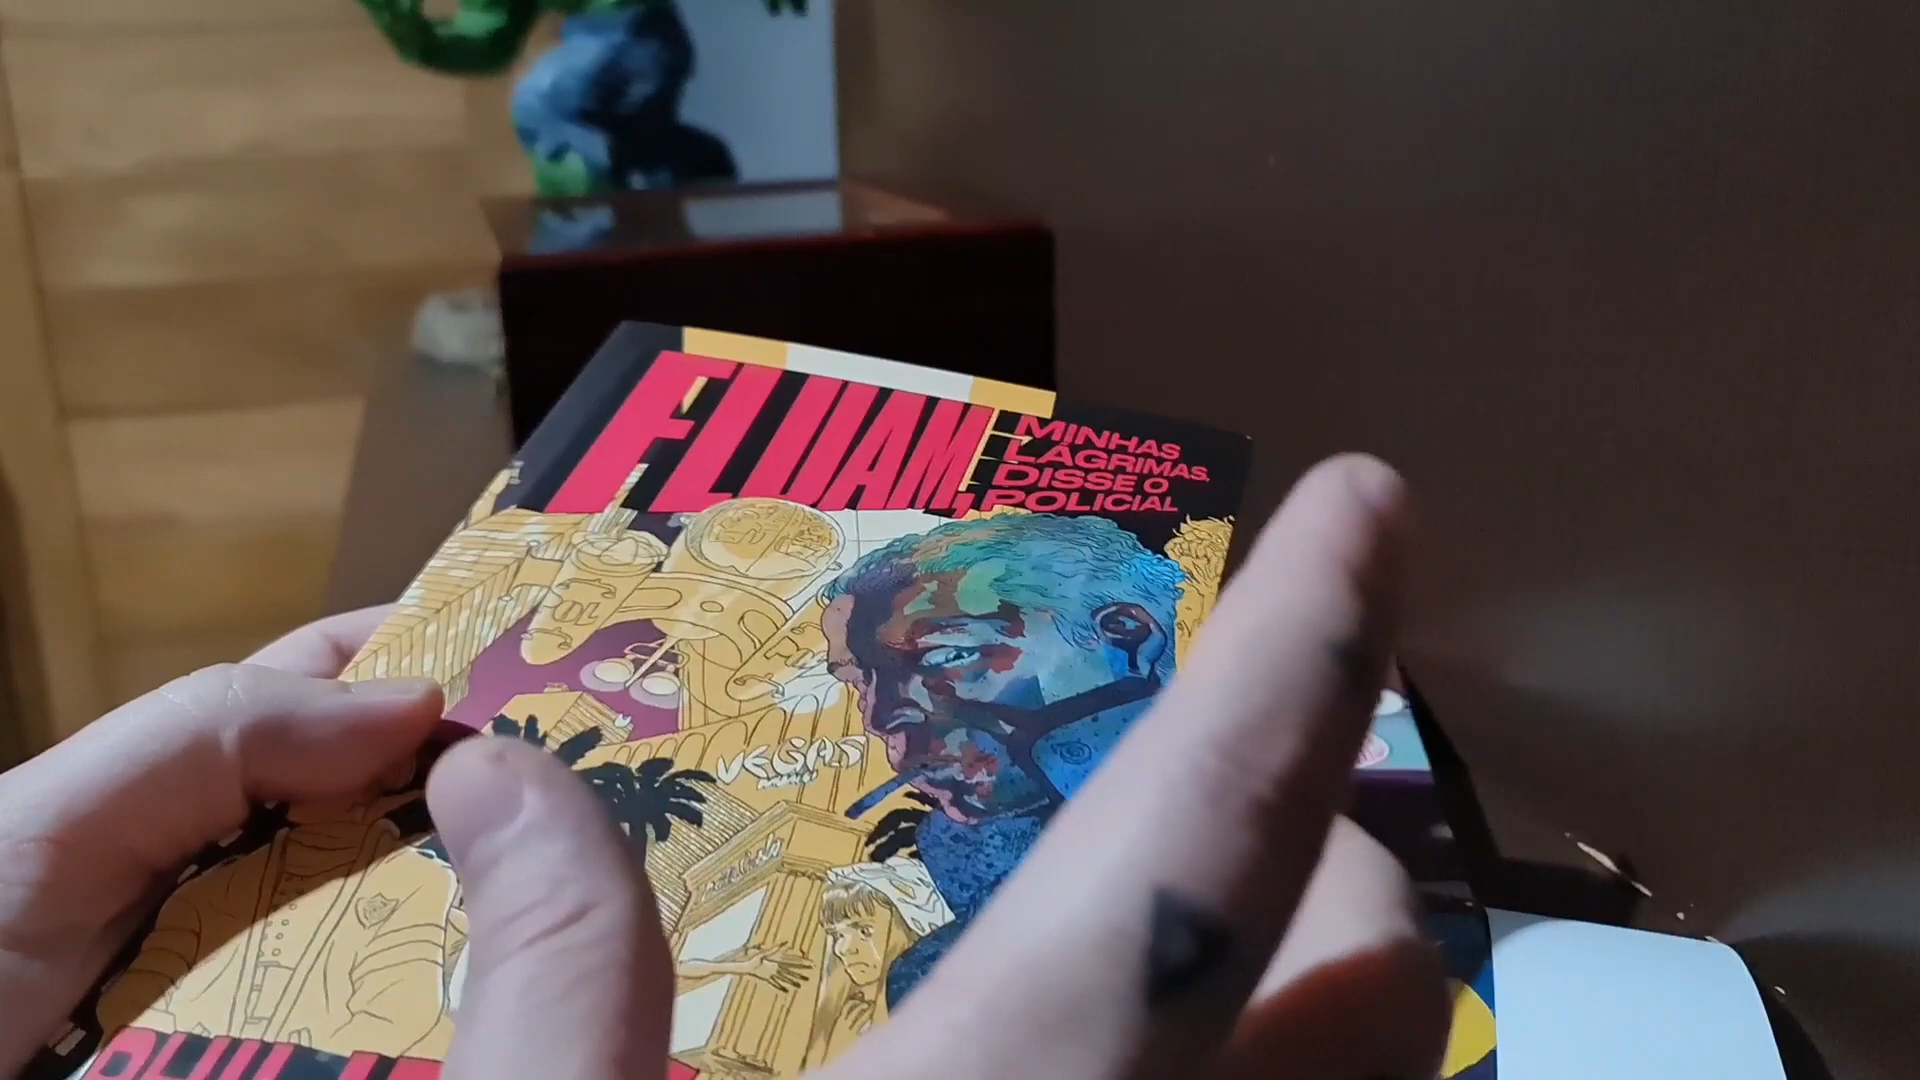 FLUAM,
MINHAS
LÁGRIMAS,
DISSE O
POLICIAL
VEGAS